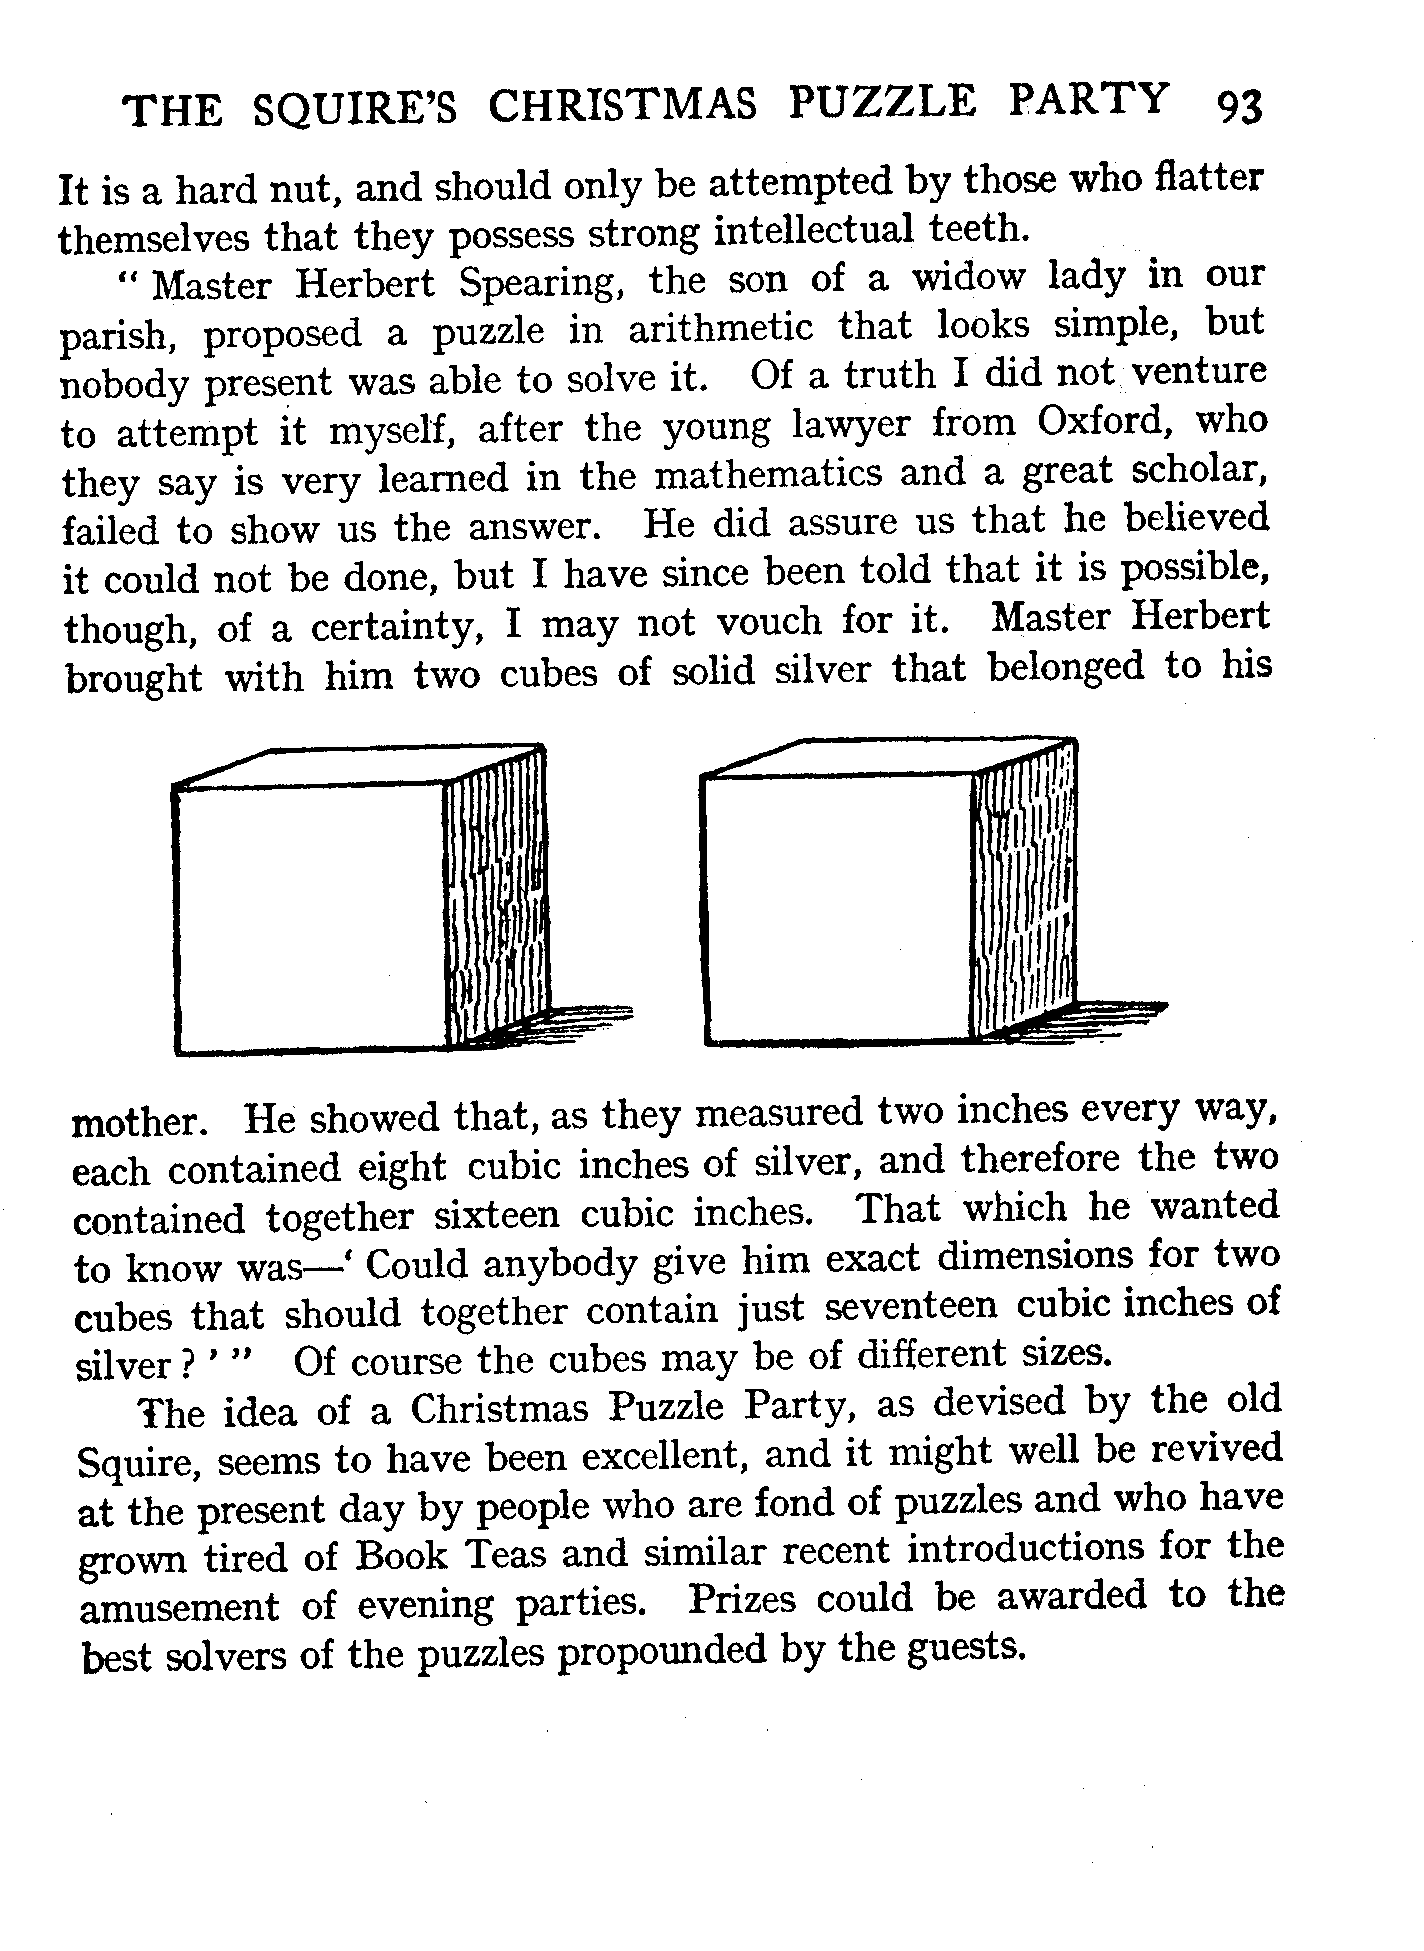 THE SQUIRE'S CHRISTMAS PUZZLE PARTY 93
It is a hard nut, and should only be attempted by those who flatter
themselves that they possess strong intellectual teeth.
“ Master Herbert Spearing, the son of a widow lady in our
parish, proposed a puzzle in arithmetic that looks simple, but
nobody present was able to solve it. Of a truth I did not venture
to attempt it myself, after the young lawyer from Oxford, who
they say is very learned in the mathematics and a great scholar,
failed to show us the answer. He did assure us that he believed
it could not be done, but I have since been told that it is possible,
though, of a certainty, I may not vouch for it. Master Herbert
brought with him two cubes of solid silver that belonged to his
mother. He showed that, as they measured two inches every way,
each contained eight cubic inches of silver, and therefore the two
contained together sixteen cubic inches. That which he wanted
to know was—‘ Could anybody give him exact dimensions for two
cubes that should together contain just seventeen cubic inches of
silver ? ’ ” Of course the cubes may be of different sizes.
The idea of a Christmas Puzzle Party, as devised by the old
Squire, seems to have been excellent, and it might well be revived
at the present day by people who are fond of puzzles and who have
grown tired of Book Teas and similar recent introductions for the
amusement of evening parties. Prizes could be awarded to the
best solvers of the puzzles propounded by the guests.